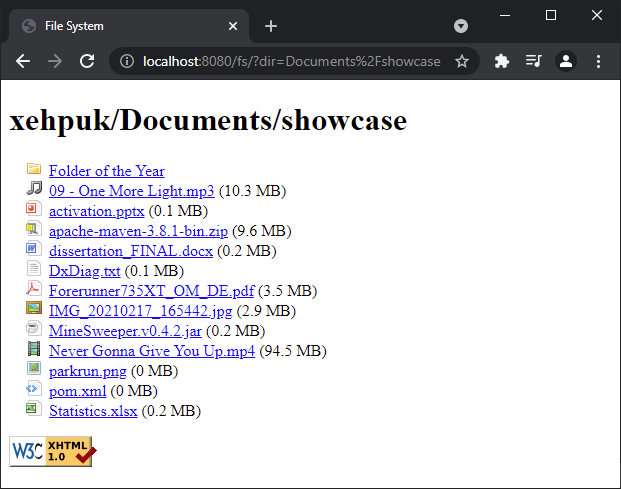 File System
localhost:8080/fs/?dir=Documents%2Fshowcase
xehpuk/Documents/showcase
Folder of the Year
09 - One More Light.mp3 (10.3 MB)
activation.pptx (0.1 MB)
apache-maven-3.8.1-bin.zip (9.6 MB)
dissertation_FINAL.docx (0.2 MB)
DxDiag.txt (0.1 MB)
Forerunner735XT_OM_DE.pdf (3.5 MB)
IMG_20210217_165442.jpg (2.9 MB)
MineSweeper.v0.4.2.jar (0.2 MB)
Never Gonna Give You Up.mp4 (94.5 MB)
parkrun.png (0 MB)
pom.xml (0 MB)
Statistics.xlsx (0.2 MB)
W3C XHTML
1.0